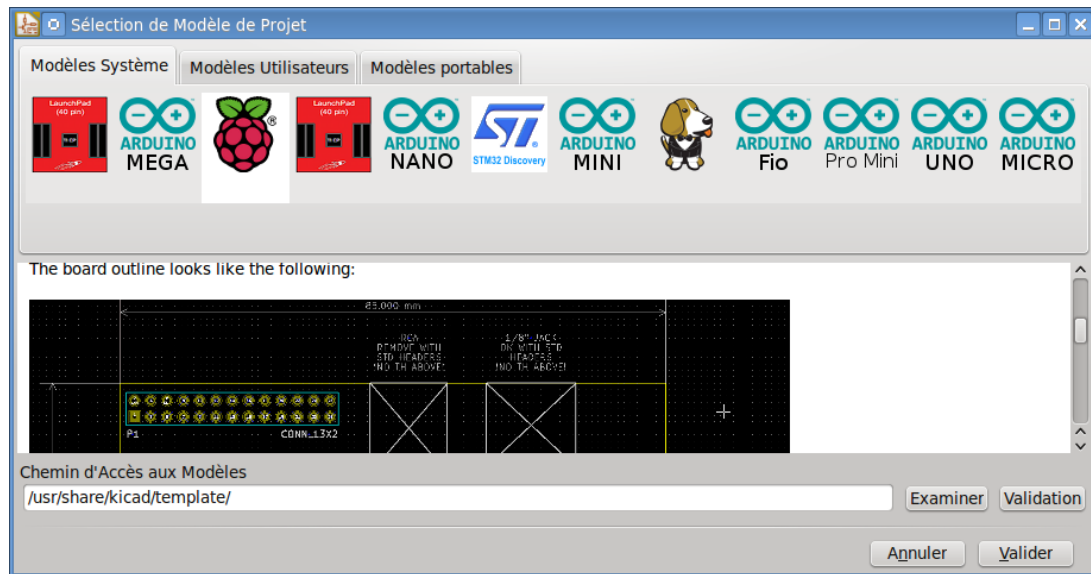 Sélection de Modèle de Projet
Modèles Système Modèles Utilisateurs Modèles portables
LaunchPad
(40 pin)
ARDUINO
MEGA
®
LaunchPad
(40 pin)
ARDUINO
NANO
STM32 Discovery
ARDUINO
MINI
ARDUINO
Fio
ARDUINO
Pro Mini
ARDUINO
UNO
ARDUINO
MICRO
The board outline looks like the following:
85.000 mm
RCA
REMOVE WITH
STD HEADERS
!NO TH ABOVE!
1/8" JACK
OK WITH STD
HEADERS
!NO TH ABOVE!
P1 CONN_13X2
Chemin d'Accès aux Modèles
/usr/share/kicad/template/ Examiner Validation
Annuler Valider